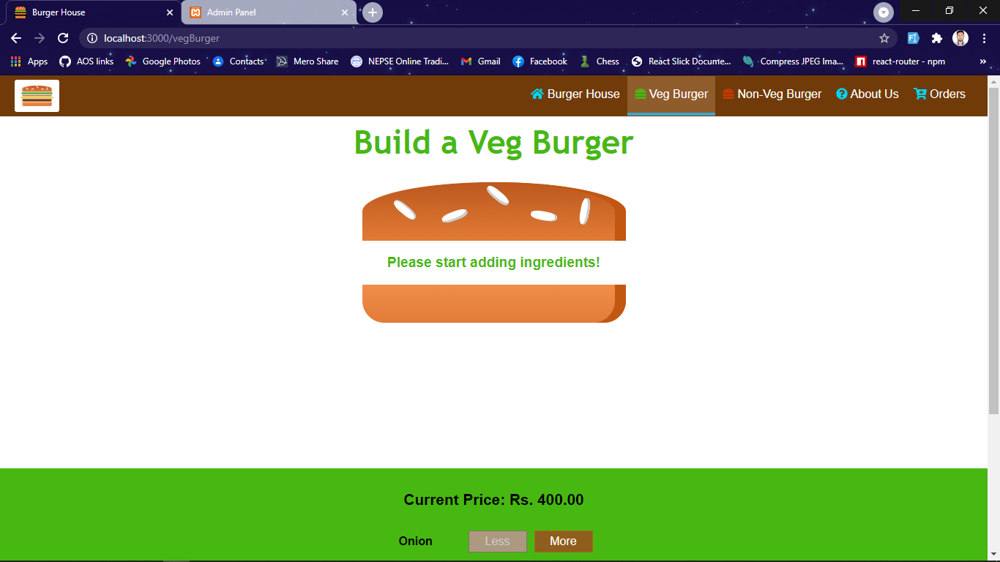 Burger House
Admin Panel
localhost:3000/vegBurger
Apps
AOS links
Google Photos
Contacts
Mero Share
NEPSE Online Tradi...
Gmail
Facebook
Chess
React Slick Docume...
Compress JPEG Ima...
react-router - npm
»
Burger House
Veg Burger
Non-Veg Burger
About Us
Orders
Build a Veg Burger
Please start adding ingredients!
Current Price: Rs. 400.00
Onion
Less
More